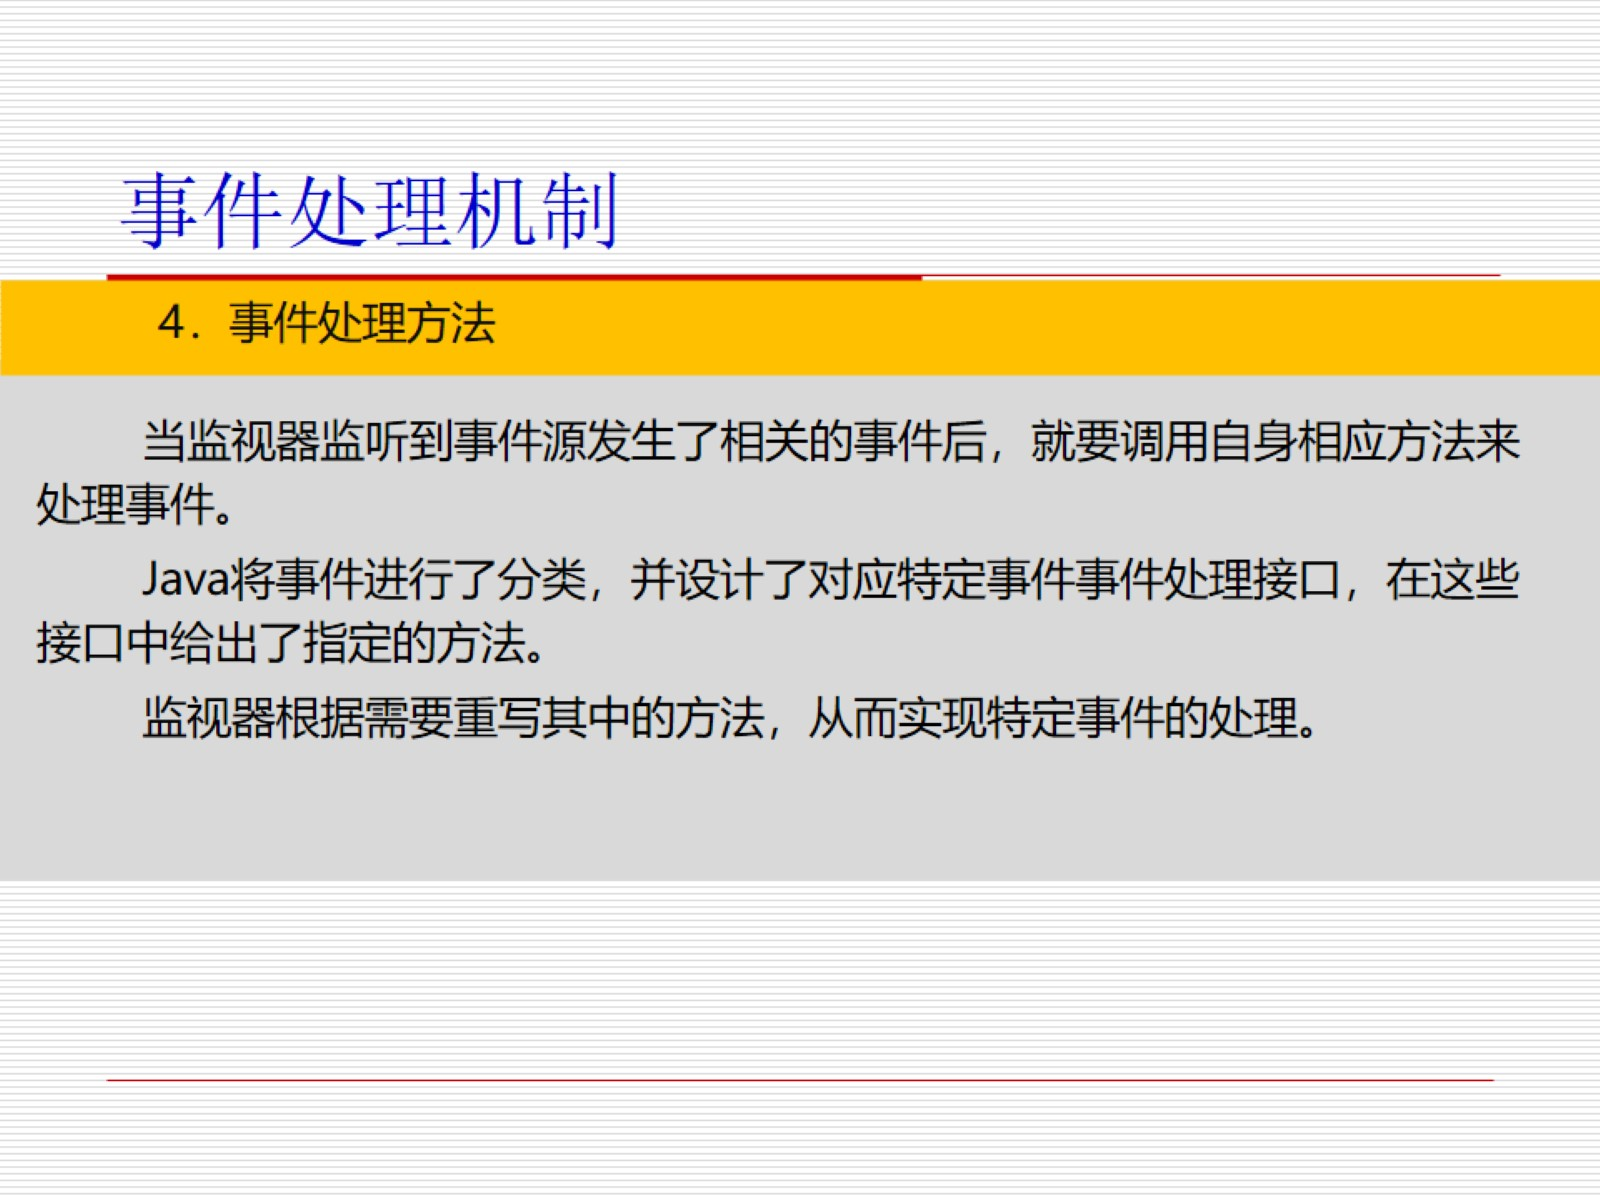 事件处理机制
4．事件处理方法
当监视器监听到事件源发生了相关的事件后，就要调用自身相应方法来
处理事件。
Java将事件进行了分类，并设计了对应特定事件事件处理接口，在这些
接口中给出了指定的方法。
监视器根据需要重写其中的方法，从而实现特定事件的处理。